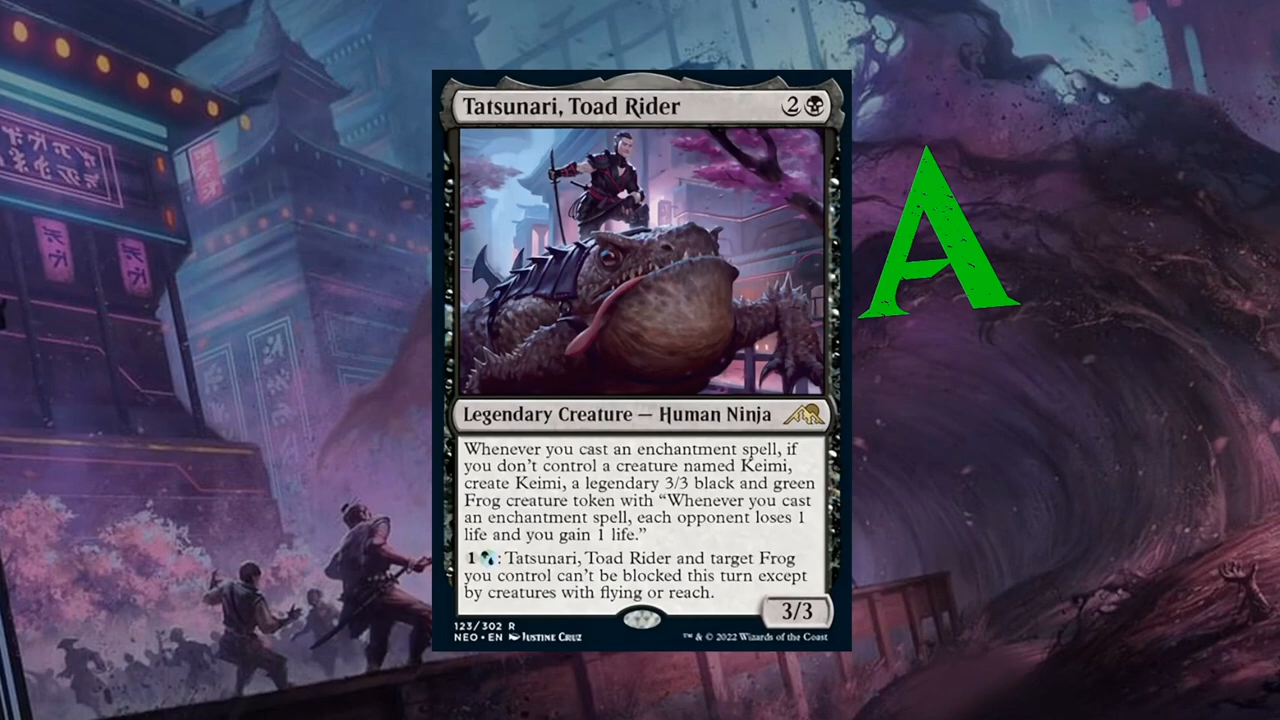 Tatsunari, Toad Rider 2
A
Legendary Creature — Human Ninja
Whenever you cast an enchantment spell, if
you don't control a creature named Keimi,
create Keimi, a legendary 3/3 black and green
Frog creature token with “Whenever you cast
an enchantment spell, each opponent loses 1
life and you gain 1 life.”
1 : Tatsunari, Toad Rider and target Frog
you control can't be blocked this turn except
by creatures with flying or reach.
3/3
123/302 R
NEO • EN Justine Cruz
™ & © 2022 Wizards of the Coast